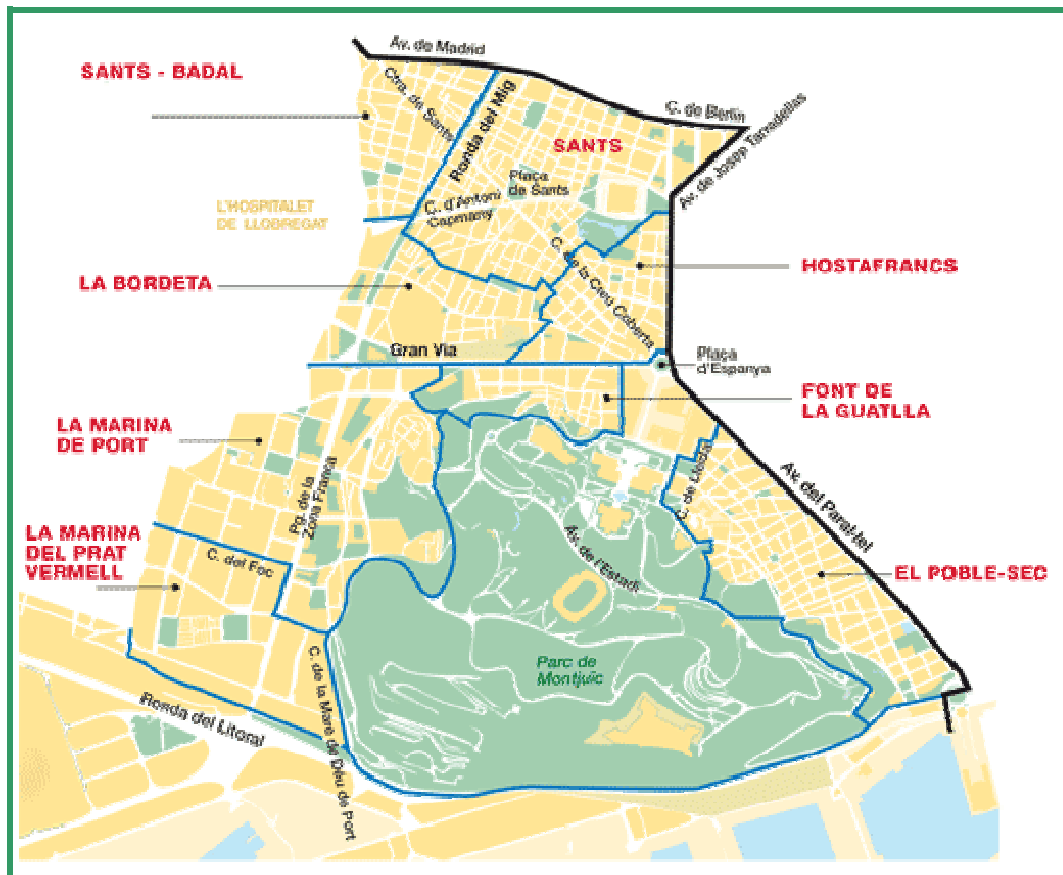 Av. de Madrid
SANTS - BADAL
Ctra. de Sants
Ronda del Mig
C. de Berlín
Av. de Josep Tarradellas
SANTS
Plaça
de Sants
C. d'Antoni
Capmany
L'HOSPITALET
DE LLOBREGAT
C. de la Creu Coberta
HOSTAFRANCS
LA BORDETA
Gran Via
Plaça
d'Espanya
FONT DE
LA GUATLLA
LA MARINA
DE PORT
Pg. de la
Zona Franca
C. de Lleida
Av. del Paral·lel
LA MARINA
DEL PRAT
VERMELL
C. del Foc
Av. de l'Estadi
EL POBLE-SEC
Parc de
Montjuïc
C. de la Mare de Déu de Port
Ronda del Litoral